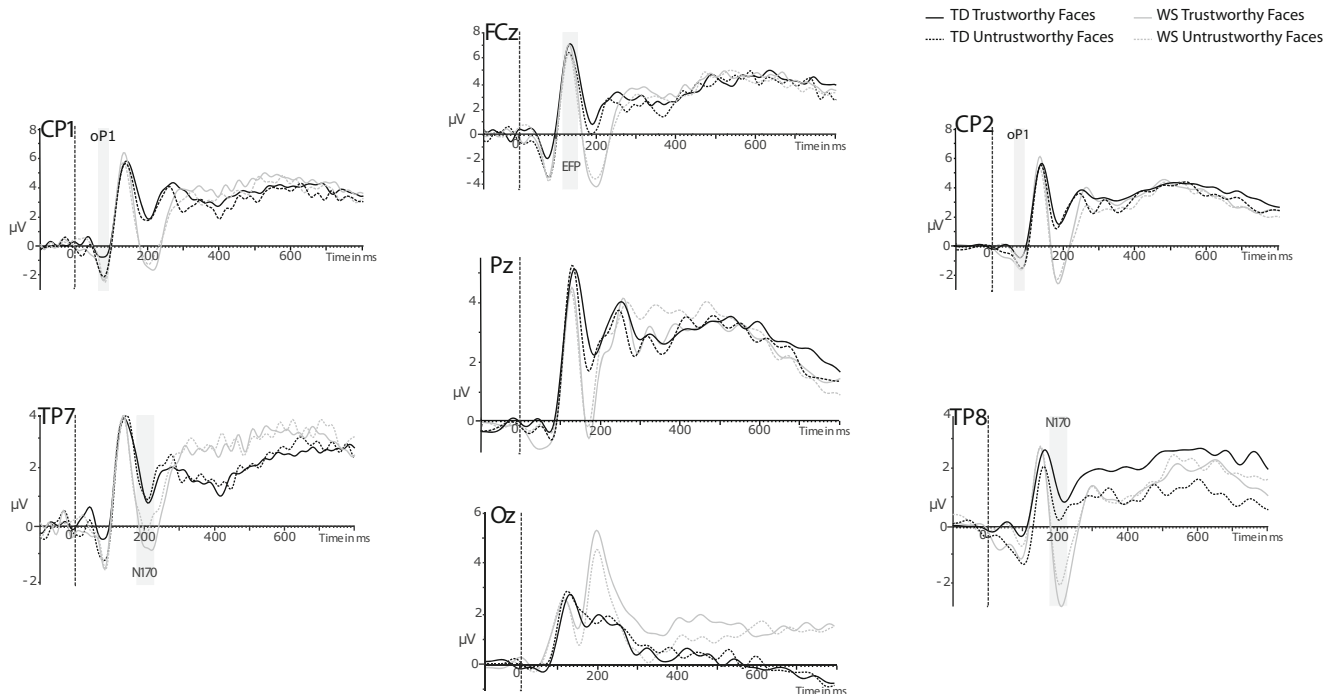 TD Trustworthy Faces
WS Trustworthy Faces
TD Untrustworthy Faces
WS Untrustworthy Faces
FCz
8
6
4
2
0
-2
-4
µV
0
200
400
600
Time in ms
EFP
CP1
oP1
8
6
4
2
0
-2
µV
0
200
400
600
Time in ms
CP2
oP1
8
6
4
2
0
-2
µV
0
200
400
600
Time in ms
Pz
4
2
0
µV
0
200
400
600
Time in ms
TP7
4
2
0
-2
µV
0
200
400
600
Time in ms
N170
TP8
N170
4
2
0
-2
µV
0
200
400
600
Time in ms
Oz
6
4
2
0
µV
0
200
400
600
Time in ms